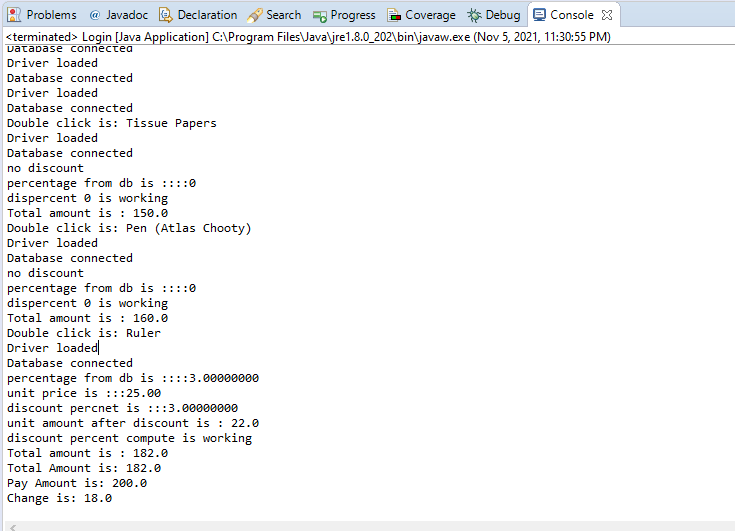 Problems @ Javadoc Declaration Search Progress Coverage Debug Console
<terminated> Login [Java Application] C:\Program Files\Java\jre1.8.0_202\bin\javaw.exe (Nov 5, 2021, 11:30:55 PM)
Database connected
Driver loaded
Database connected
Driver loaded
Database connected
Double click is: Tissue Papers
Driver loaded
Database connected
no discount
percentage from db is ::::0
dispercent 0 is working
Total amount is : 150.0
Double click is: Pen (Atlas Chooty)
Driver loaded
Database connected
no discount
percentage from db is ::::0
dispercent 0 is working
Total amount is : 160.0
Double click is: Ruler
Driver loaded
Database connected
percentage from db is ::::3.00000000
unit price is :::25.00
discount percnet is :::3.00000000
unit amount after discount is : 22.0
discount percent compute is working
Total amount is : 182.0
Total Amount is: 182.0
Pay Amount is: 200.0
Change is: 18.0